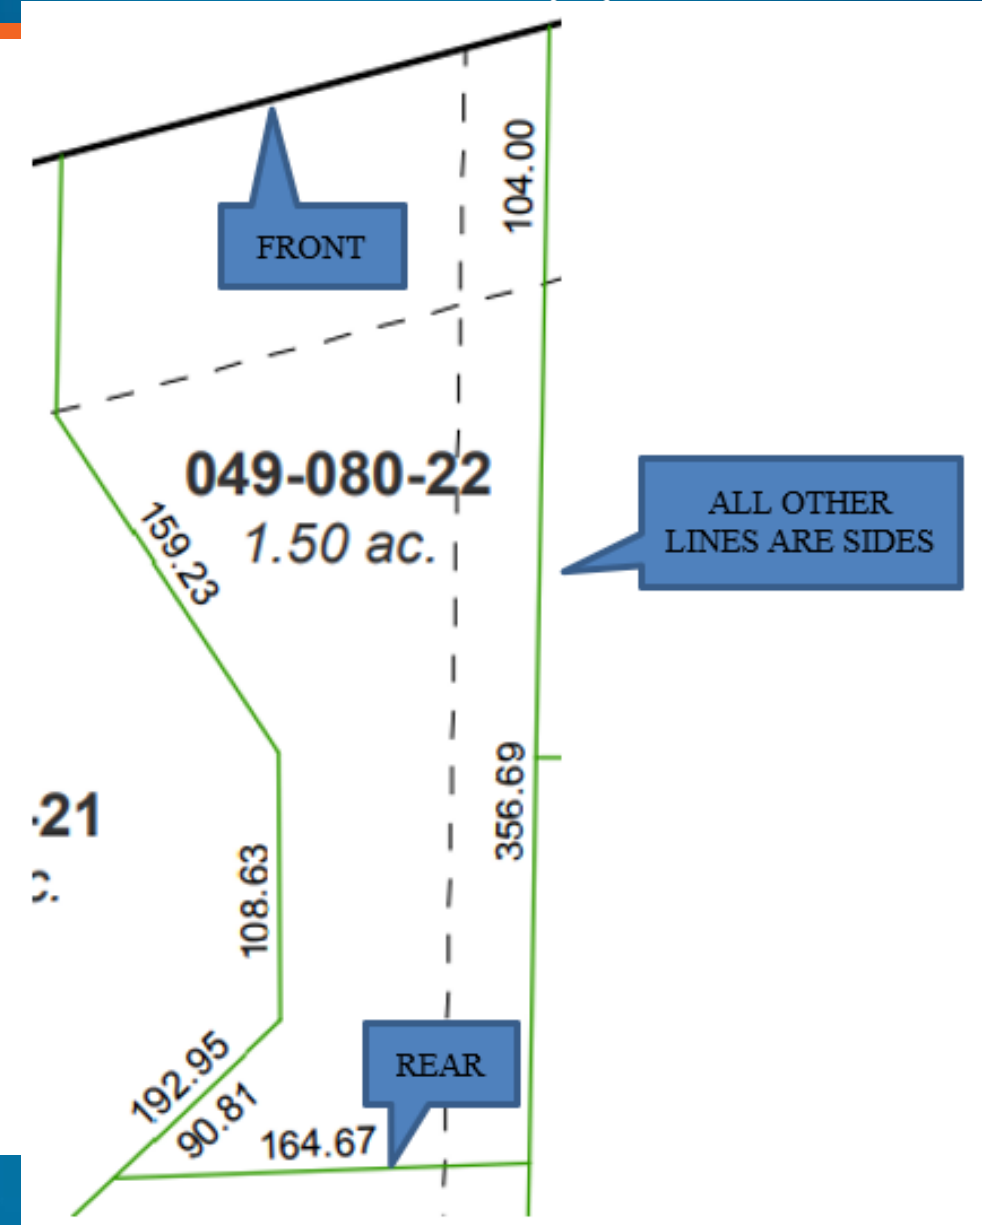 104.00
FRONT
049-080-22
1.50 ac.
159.23
ALL OTHER
LINES ARE SIDES
356.69
-21
108.63
192.95
90.81
REAR
164.67